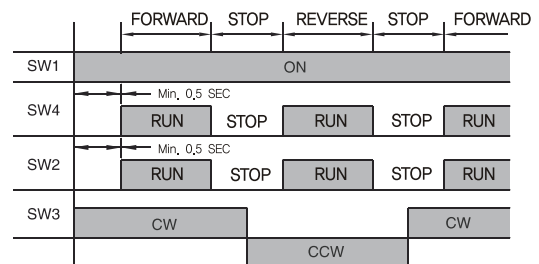 FORWARD STOP REVERSE STOP FORWARD
SW1 ON
Min. 0.5 SEC
SW4 RUN STOP RUN STOP RUN
Min. 0.5 SEC
SW2 RUN STOP RUN STOP RUN
SW3 CW CW
CCW